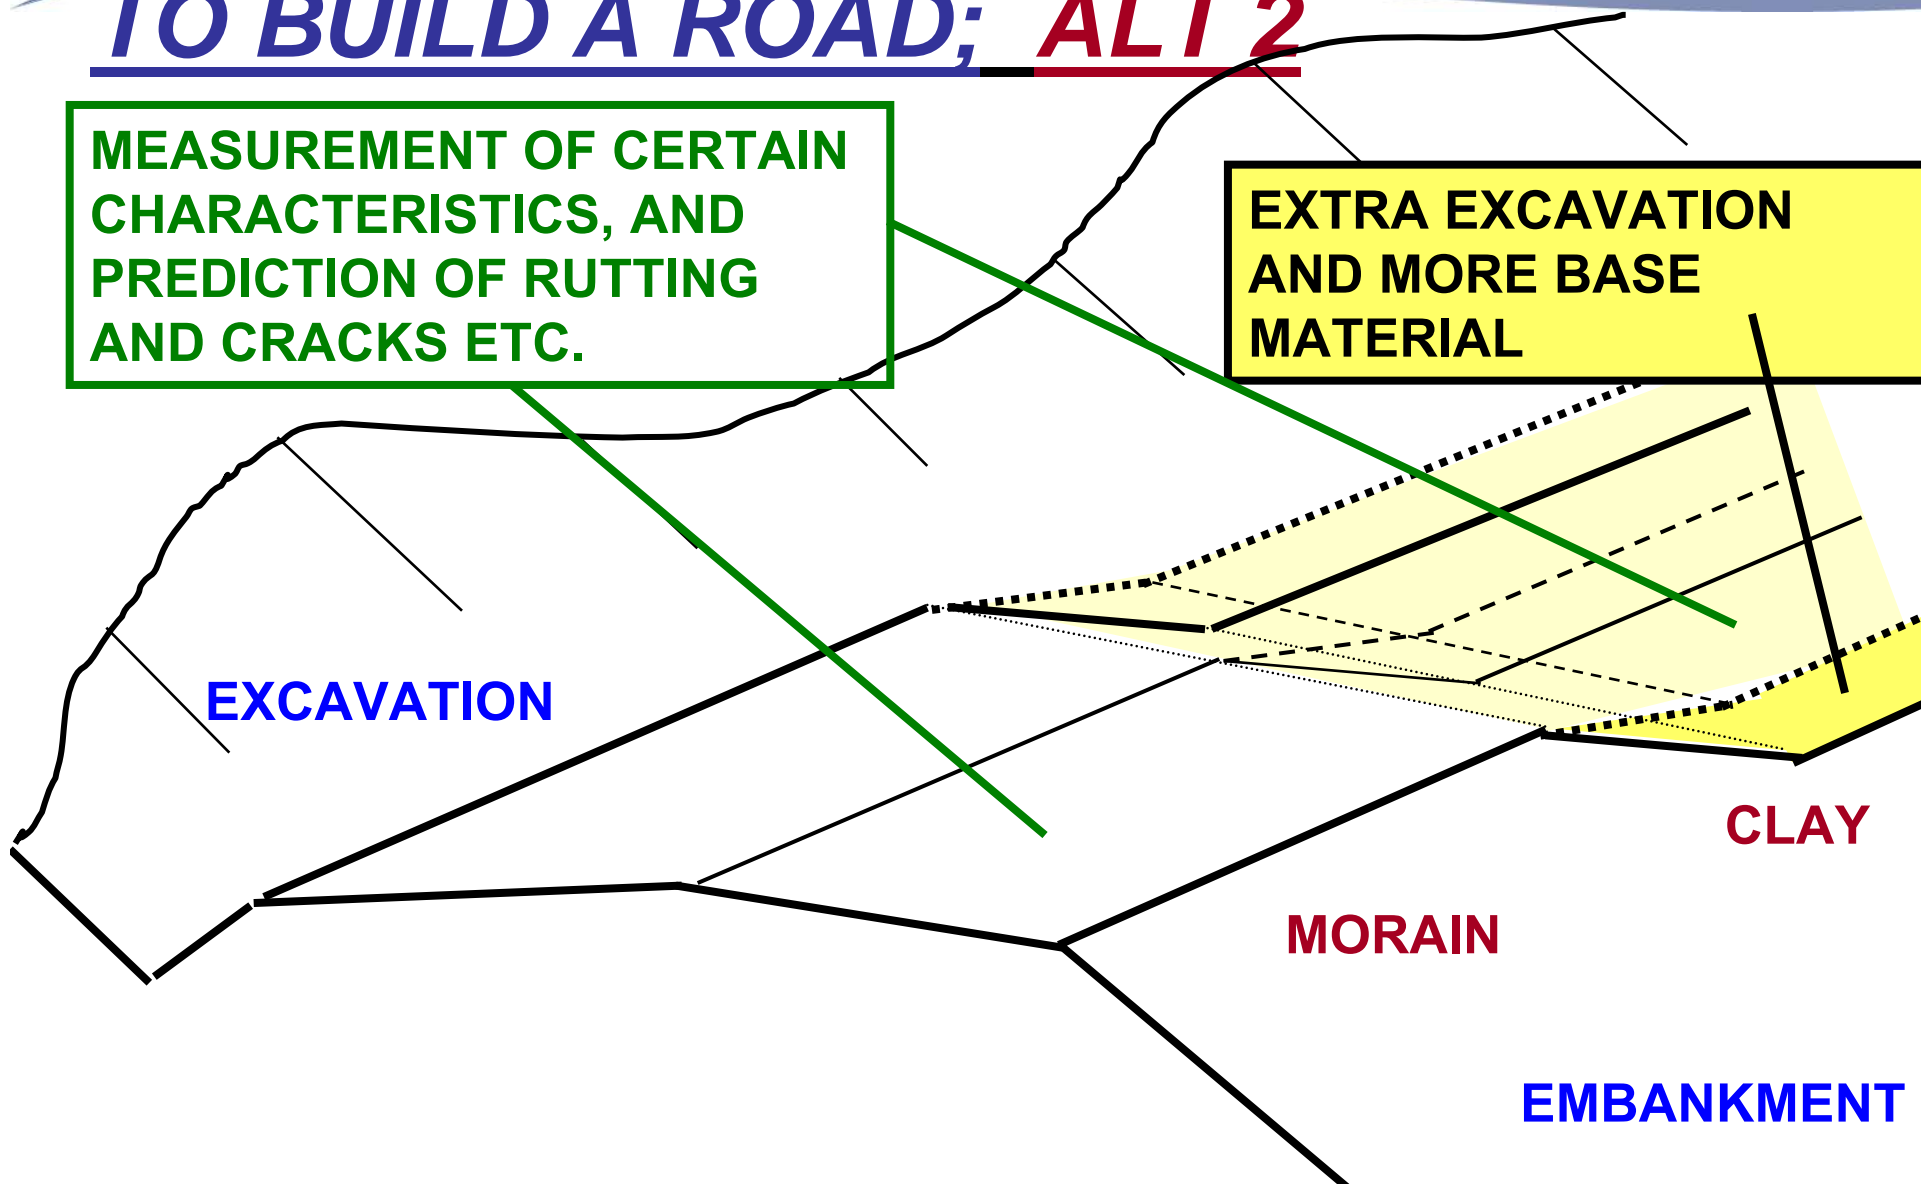 TO BUILD A ROAD; ALT 2
MEASUREMENT OF CERTAIN
CHARACTERISTICS, AND
PREDICTION OF RUTTING
AND CRACKS ETC.
EXTRA EXCAVATION
AND MORE BASE
MATERIAL
EXCAVATION
CLAY
MORAIN
EMBANKMENT